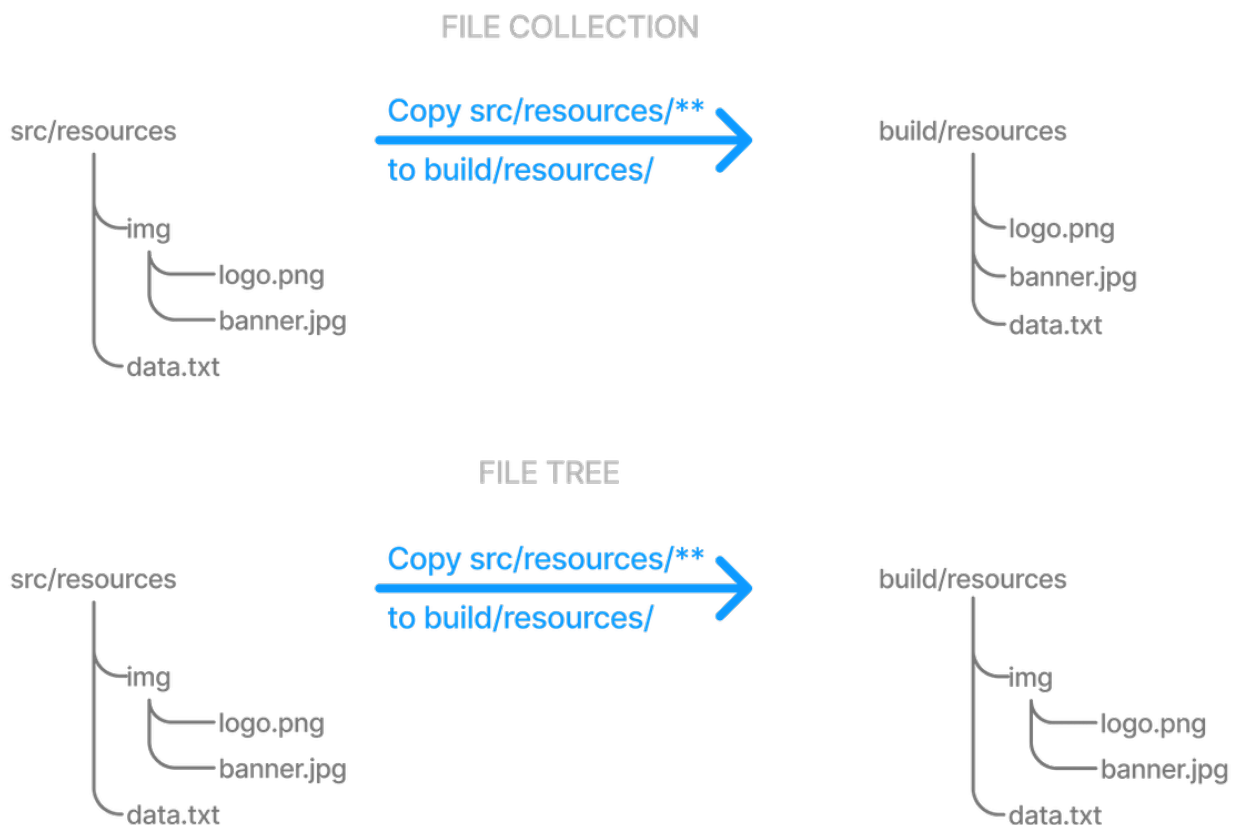 FILE COLLECTION
Copy src/resources/**
src/resources
build/resources
to build/resources/
img
logo.png
logo.png
banner.jpg
banner.jpg
data.txt
data.txt
FILE TREE
Copy src/resources/**
src/resources
build/resources
to build/resources/
img
img
logo.png
logo.png
banner.jpg
banner.jpg
data.txt
data.txt